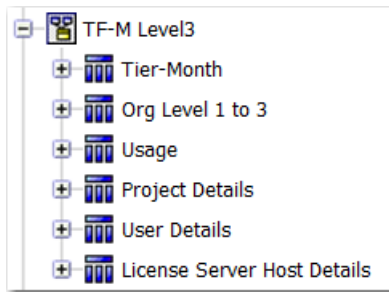 TF-M Level3
Tier-Month
Org Level 1 to 3
Usage
Project Details
User Details
License Server Host Details